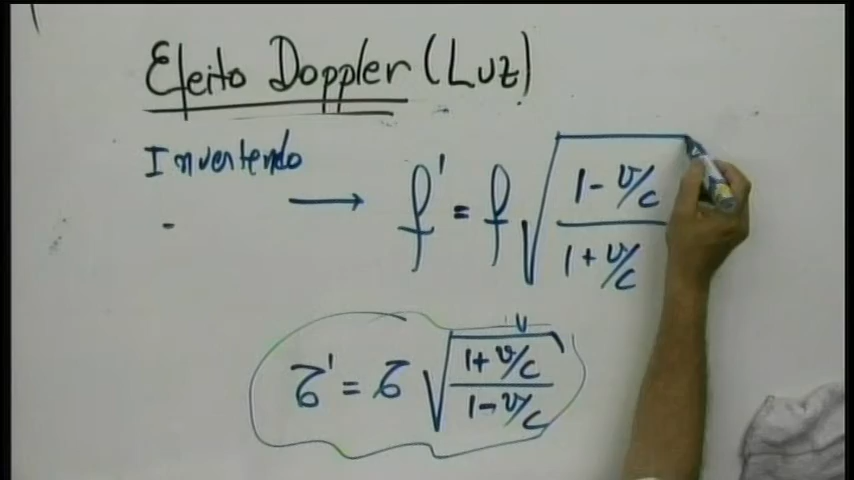 Efeito Doppler (Luz)
Invertendo → f' = f √((1 - v/c)/(1 + v/c))
τ' = τ √((1 + v/c)/(1 - v/c))